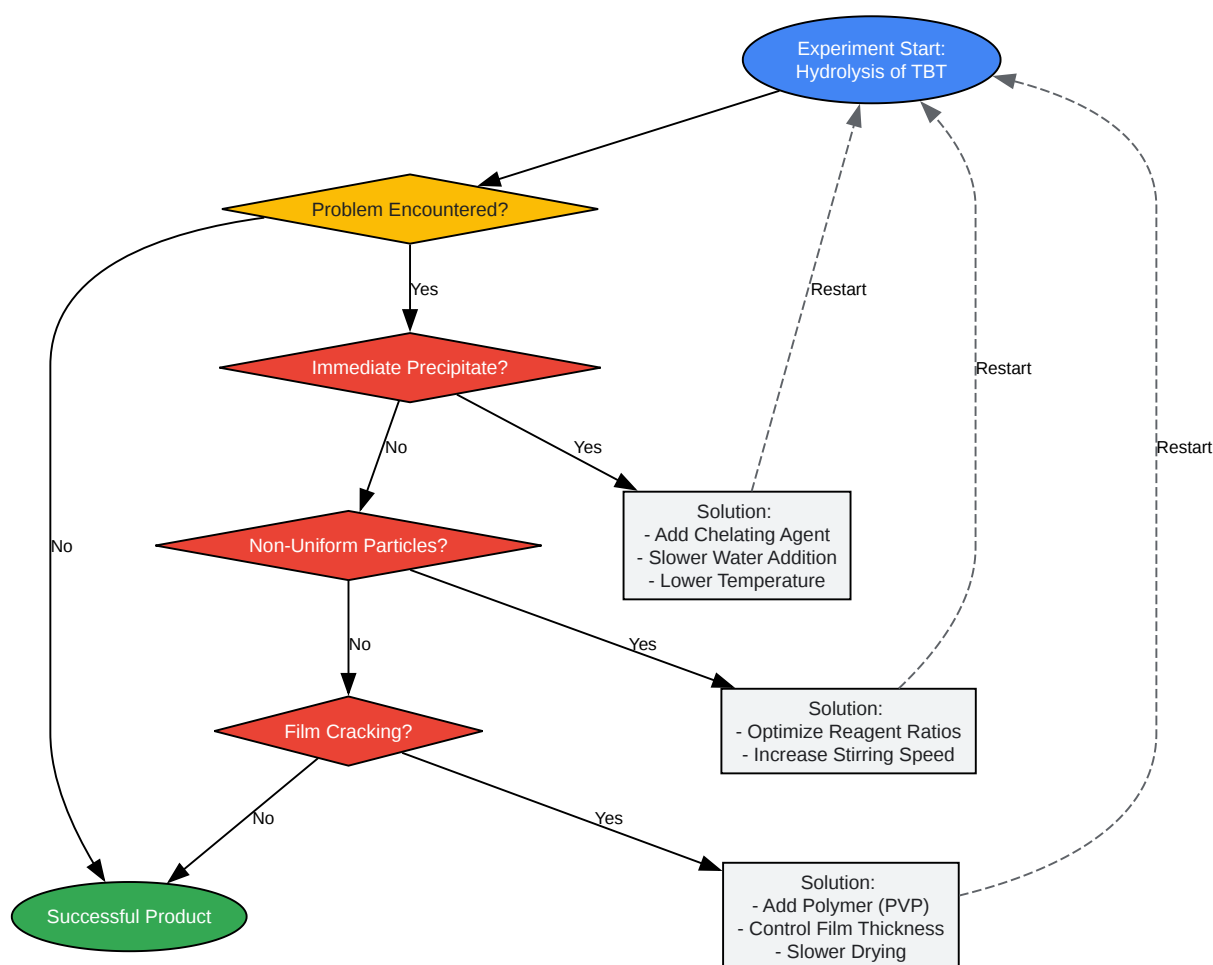 Experiment Start:
Hydrolysis of TBT
Problem Encountered?
Yes
Restart
Immediate Precipitate?
Restart
No
Yes
Restart
Solution:
- Add Chelating Agent
- Slower Water Addition
- Lower Temperature
No
Non-Uniform Particles?
No
Yes
Solution:
- Optimize Reagent Ratios
- Increase Stirring Speed
Film Cracking?
No
Yes
Solution:
- Add Polymer (PVP)
- Control Film Thickness
- Slower Drying
Successful Product